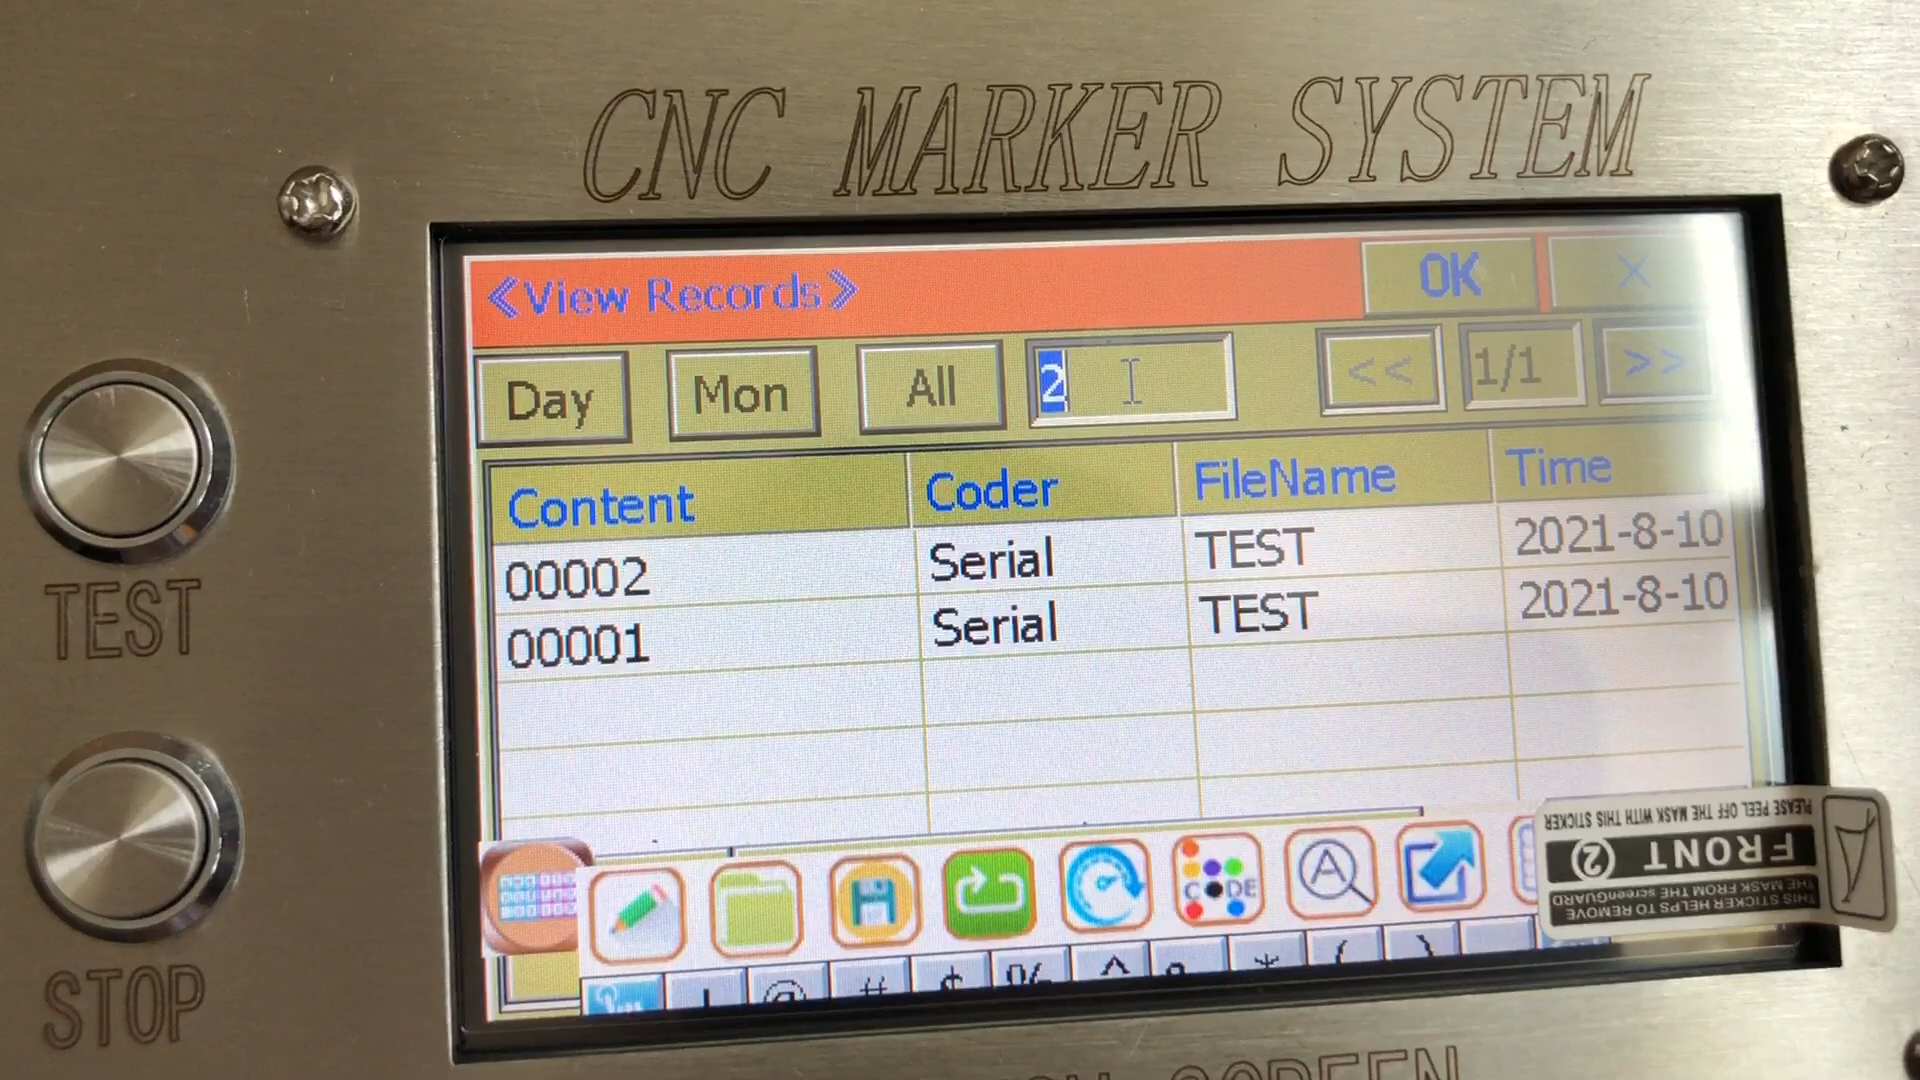 CNC MARKER SYSTEM
《View Records》 OK ×
Day Mon All 2 << 1/1 >>
Content Coder FileName Time
00002 Serial TEST 2021-8-10
00001 Serial TEST 2021-8-10
TEST
STOP
CODE
A
! @ # $ % ^ & * ( )
PLEASE PEEL OFF THE MASK WITH THIS STICKER
FRONT ②
THIS STICKER HELPS TO REMOVE
THE MASK FROM THE screenGUARD
SCREEN